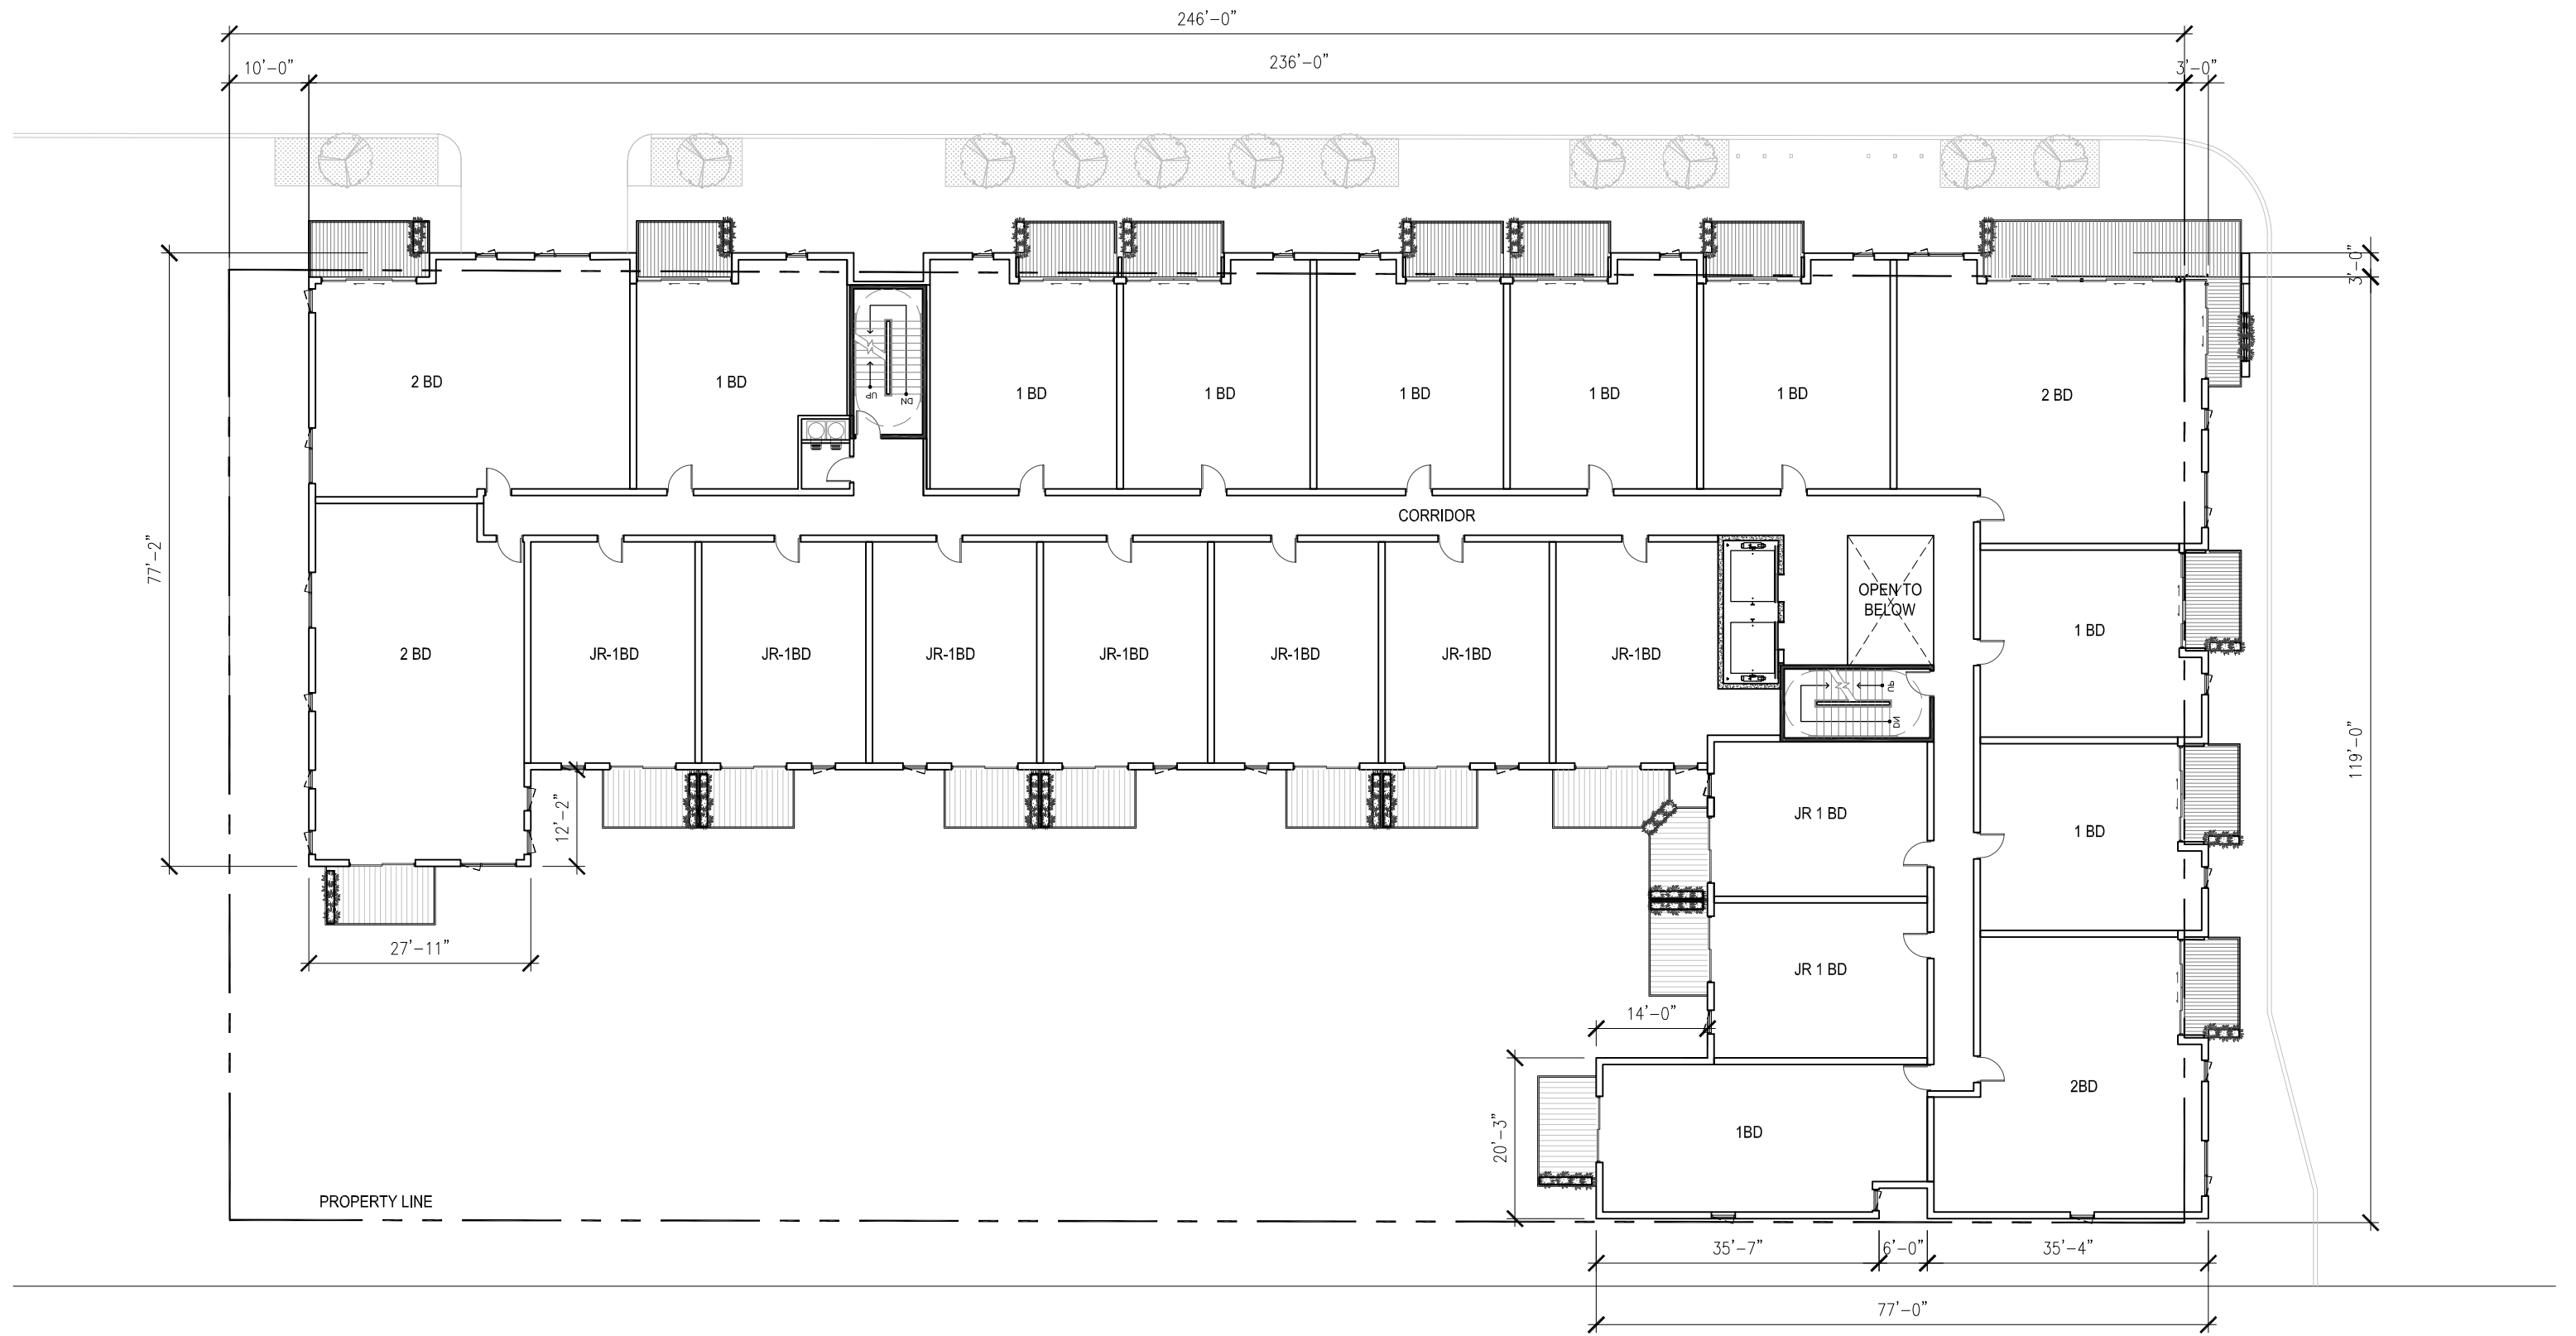 246'-0"
10'-0"
236'-0"
3'-0"
3'-0"
2 BD
1 BD
UP
DN
1 BD
1 BD
1 BD
1 BD
1 BD
2 BD
CORRIDOR
77'-2"
OPEN TO
BELOW
1 BD
2 BD
JR-1BD
JR-1BD
JR-1BD
JR-1BD
JR-1BD
JR-1BD
JR-1BD
UP
DN
119'-0"
12'-2"
JR 1 BD
1 BD
27'-11"
JR 1 BD
14'-0"
2BD
20'-3"
1BD
PROPERTY LINE
35'-7"
6'-0"
35'-4"
77'-0"